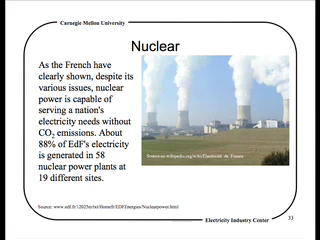 Carnegie Mellon University
Nuclear
As the French have
clearly shown, despite its
various issues, nuclear
power is capable of
serving a nation's
electricity needs without
CO2 emissions. About
88% of EdF's electricity
is generated in 58
nuclear power plants at
19 different sites.
Electricity Industry Center
33